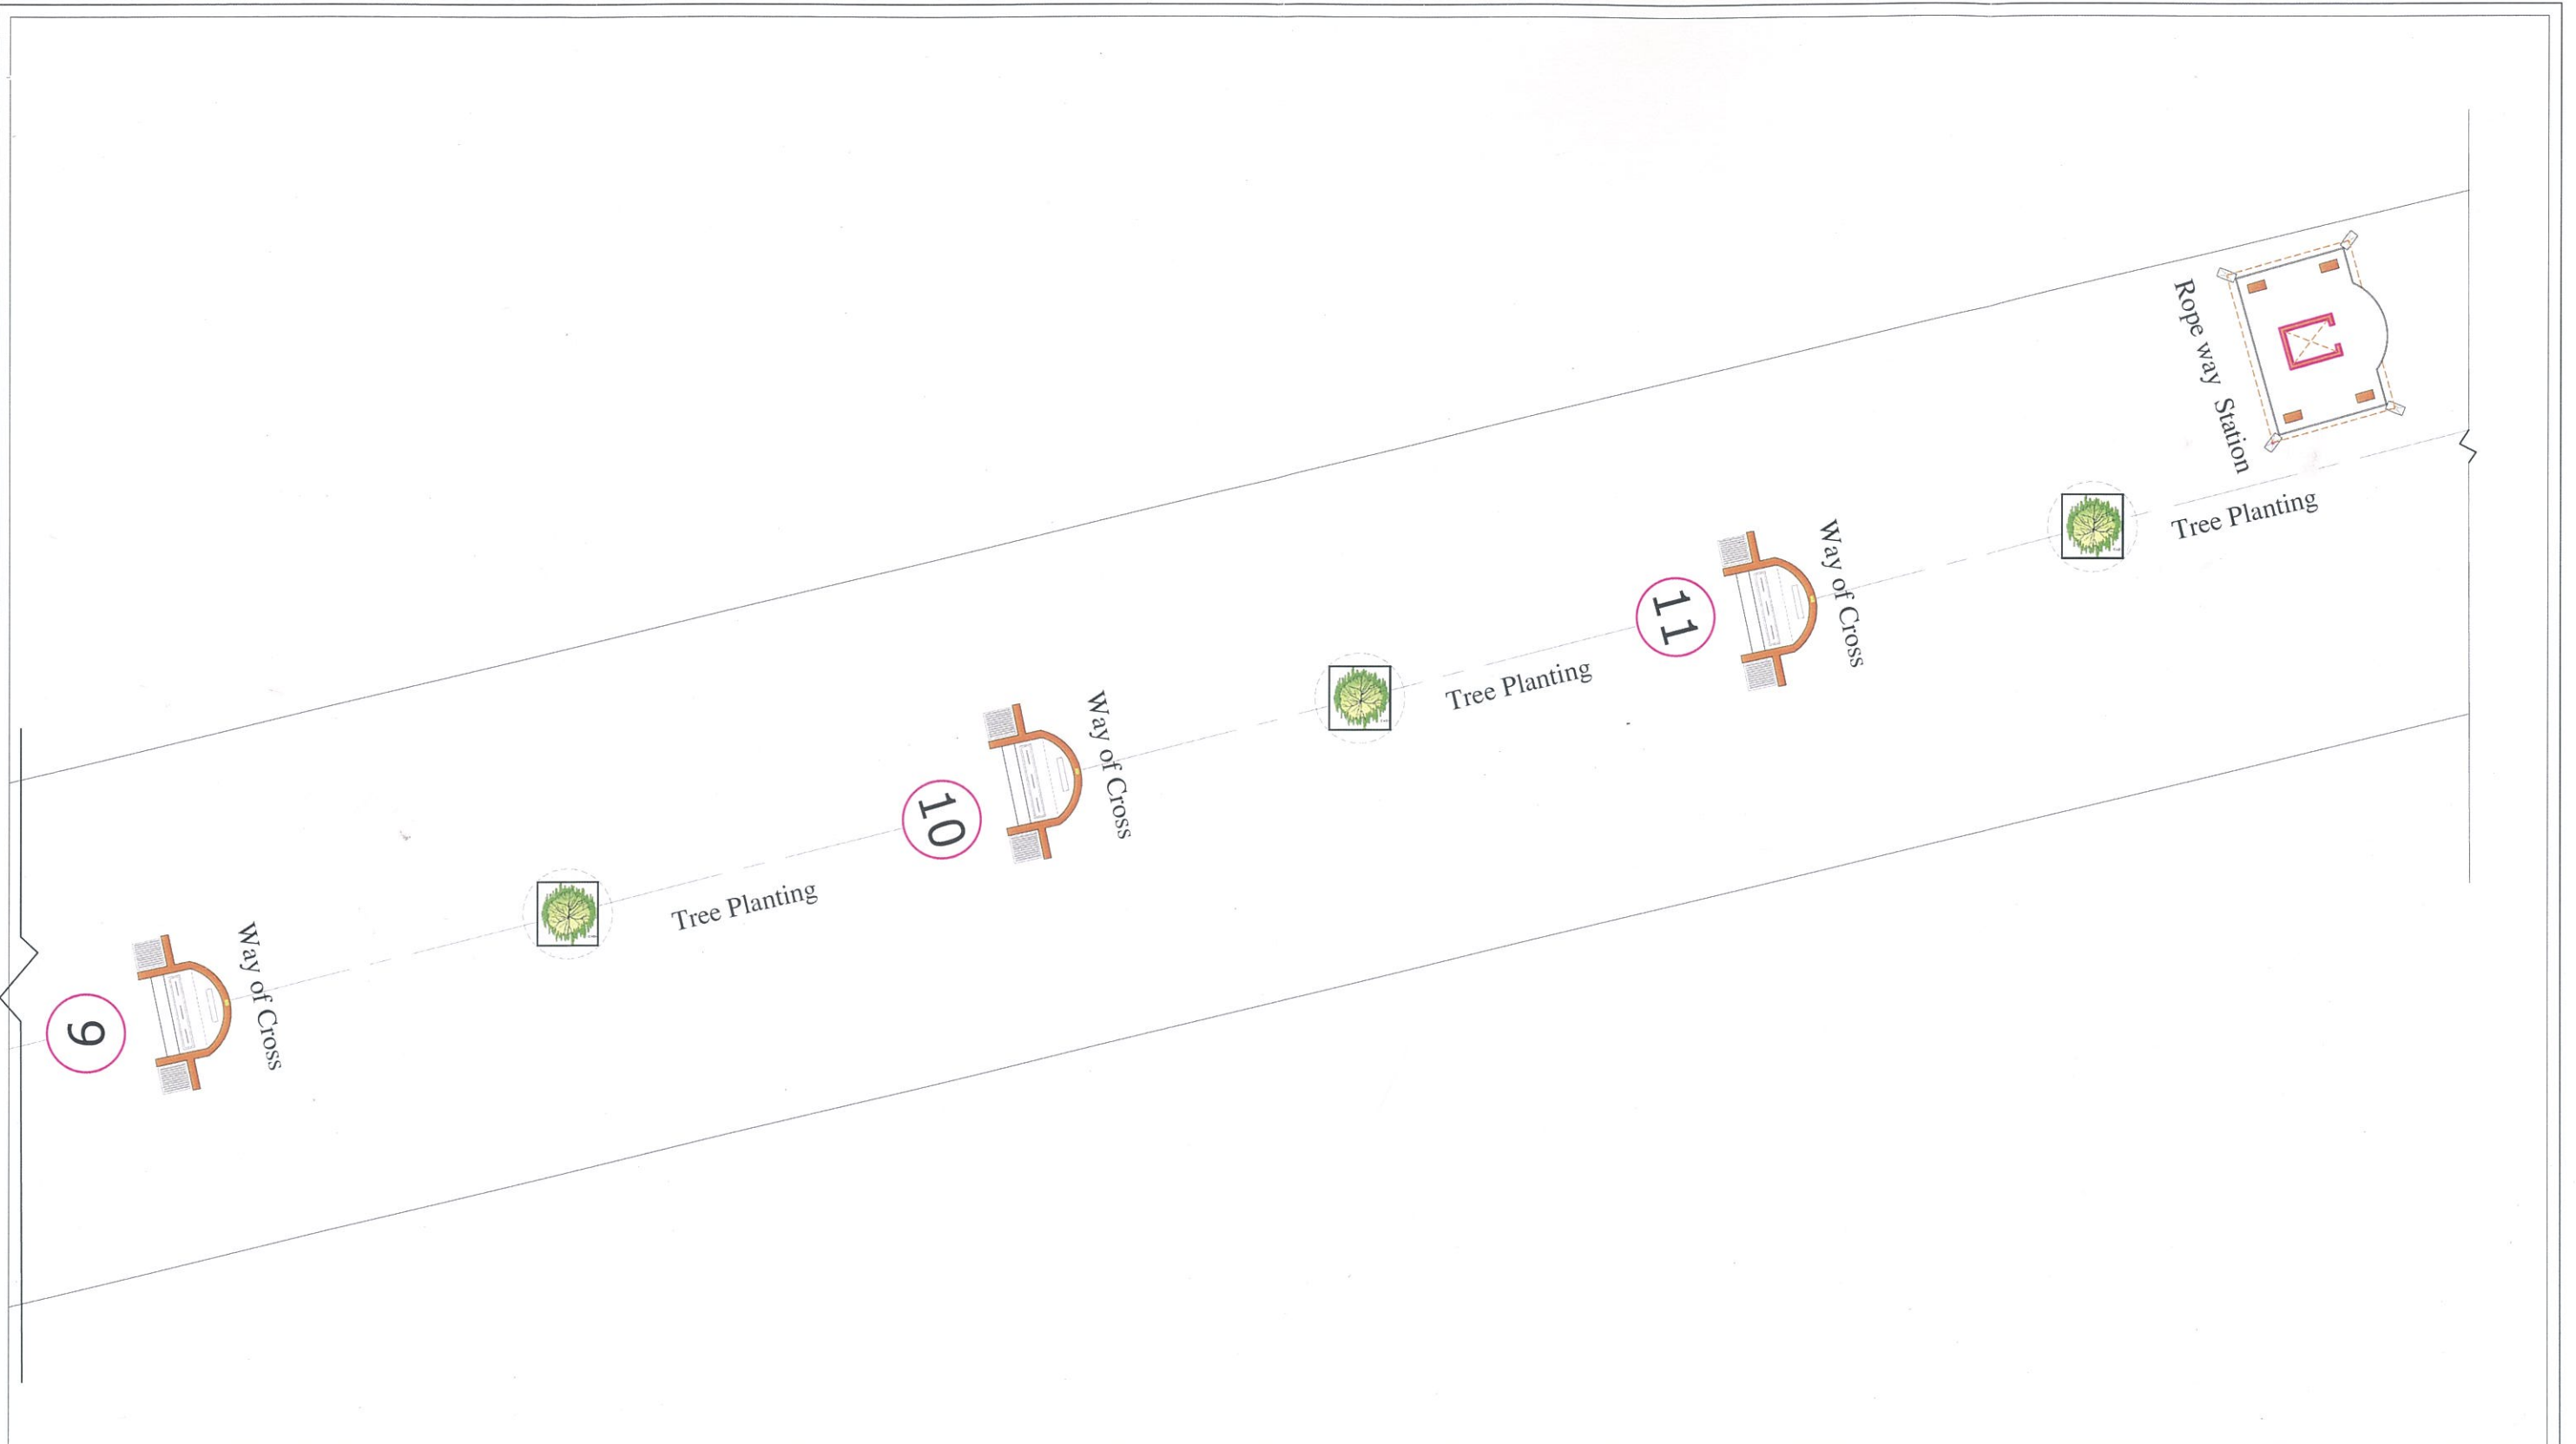 Rope way Station
Tree Planting
Way of Cross
11
Tree Planting
Way of Cross
10
Tree Planting
Way of Cross
9